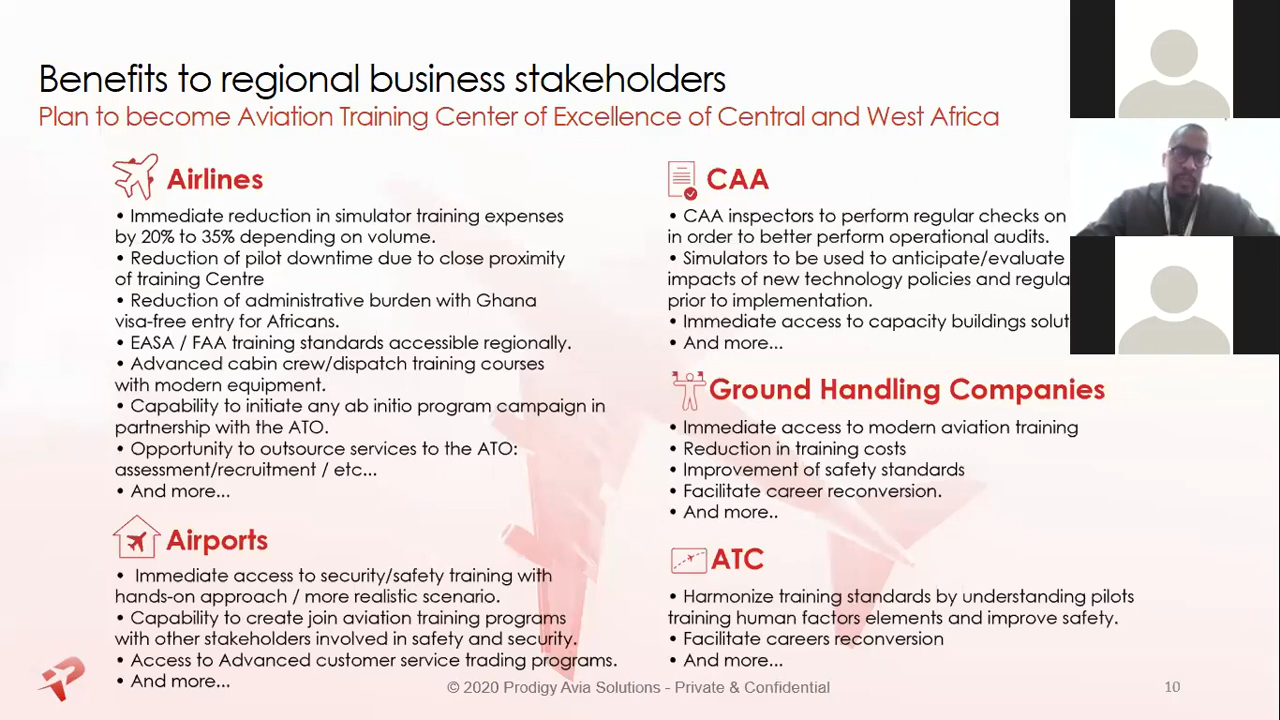 Benefits to regional business stakeholders
Plan to become Aviation Training Center of Excellence of Central and West Africa
Airlines
• Immediate reduction in simulator training expenses
by 20% to 35% depending on volume.
• Reduction of pilot downtime due to close proximity
of training Centre
• Reduction of administrative burden with Ghana
visa-free entry for Africans.
• EASA / FAA training standards accessible regionally.
• Advanced cabin crew/dispatch training courses
with modern equipment.
• Capability to initiate any ab initio program campaign in
partnership with the ATO.
• Opportunity to outsource services to the ATO:
assessment/recruitment / etc...
• And more...
Airports
• Immediate access to security/safety training with
hands-on approach / more realistic scenario.
• Capability to create join aviation training programs
with other stakeholders involved in safety and security.
• Access to Advanced customer service trading programs.
• And more...
CAA
• CAA inspectors to perform regular checks on
in order to better perform operational audits.
• Simulators to be used to anticipate/evaluate
impacts of new technology policies and
prior to implementation.
• Immediate access to capacity buildings
• And more...
Ground Handling Companies
• Immediate access to modern aviation training
• Reduction in training costs
• Improvement of safety standards
• Facilitate career reconversion.
• And more..
ATC
• Harmonize training standards by understanding pilots
training human factors elements and improve safety.
• Facilitate careers reconversion
• And more...
© 2020 Prodigy Avia Solutions - Private & Confidential
10